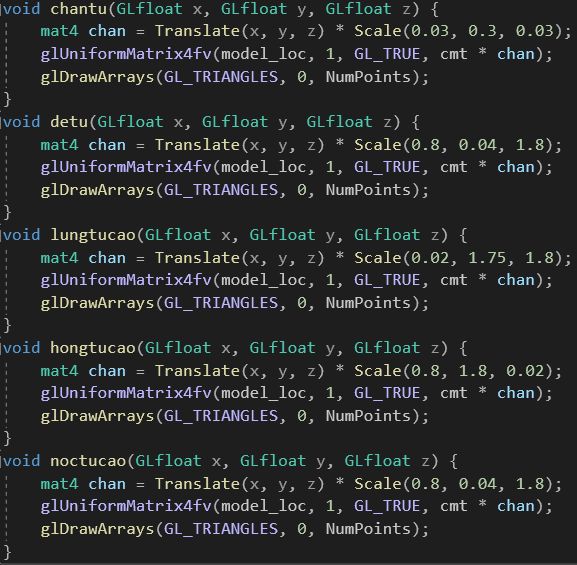 void chantu(GLfloat x, GLfloat y, GLfloat z) {
    mat4 chan = Translate(x, y, z) * Scale(0.03, 0.3, 0.03);
    glUniformMatrix4fv(model_loc, 1, GL_TRUE, cmt * chan);
    glDrawArrays(GL_TRIANGLES, 0, NumPoints);
}
void detu(GLfloat x, GLfloat y, GLfloat z) {
    mat4 chan = Translate(x, y, z) * Scale(0.8, 0.04, 1.8);
    glUniformMatrix4fv(model_loc, 1, GL_TRUE, cmt * chan);
    glDrawArrays(GL_TRIANGLES, 0, NumPoints);
}
void lungtucao(GLfloat x, GLfloat y, GLfloat z) {
    mat4 chan = Translate(x, y, z) * Scale(0.02, 1.75, 1.8);
    glUniformMatrix4fv(model_loc, 1, GL_TRUE, cmt * chan);
    glDrawArrays(GL_TRIANGLES, 0, NumPoints);
}
void hongtucao(GLfloat x, GLfloat y, GLfloat z) {
    mat4 chan = Translate(x, y, z) * Scale(0.8, 1.8, 0.02);
    glUniformMatrix4fv(model_loc, 1, GL_TRUE, cmt * chan);
    glDrawArrays(GL_TRIANGLES, 0, NumPoints);
}
void noctucao(GLfloat x, GLfloat y, GLfloat z) {
    mat4 chan = Translate(x, y, z) * Scale(0.8, 0.04, 1.8);
    glUniformMatrix4fv(model_loc, 1, GL_TRUE, cmt * chan);
    glDrawArrays(GL_TRIANGLES, 0, NumPoints);
}